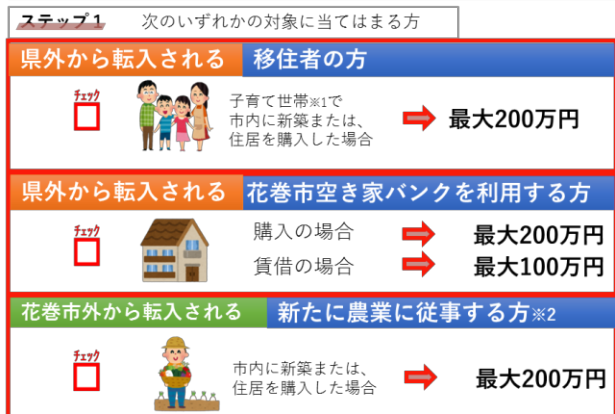 ステップ1 次のいずれかの対象に当てはまる方
県外から転入される 移住者の方
チェック
子育て世帯※1で
市内に新築または、
住居を購入した場合
最大200万円
県外から転入される 花巻市空き家バンクを利用する方
チェック
購入の場合 最大200万円
賃借の場合 最大100万円
花巻市外から転入される 新たに農業に従事する方※2
チェック
市内に新築または、
住居を購入した場合
最大200万円